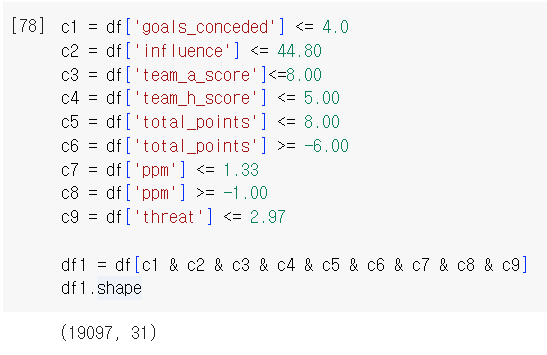 [78] c1 = df['goals_conceded'] <= 4.0
c2 = df['influence'] <= 44.80
c3 = df['team_a_score']<=8.00
c4 = df['team_h_score'] <= 5.00
c5 = df['total_points'] <= 8.00
c6 = df['total_points'] >= -6.00
c7 = df['ppm'] <= 1.33
c8 = df['ppm'] >= -1.00
c9 = df['threat'] <= 2.97
df1 = df[c1 & c2 & c3 & c4 & c5 & c6 & c7 & c8 & c9]
df1.shape
(19097, 31)